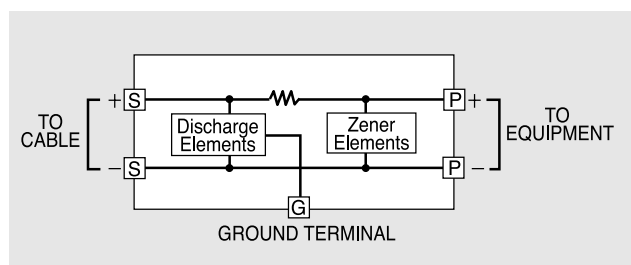 + S
P +
TO
CABLE
Discharge
Elements
Zener
Elements
TO
EQUIPMENT
− S
P −
G
GROUND TERMINAL